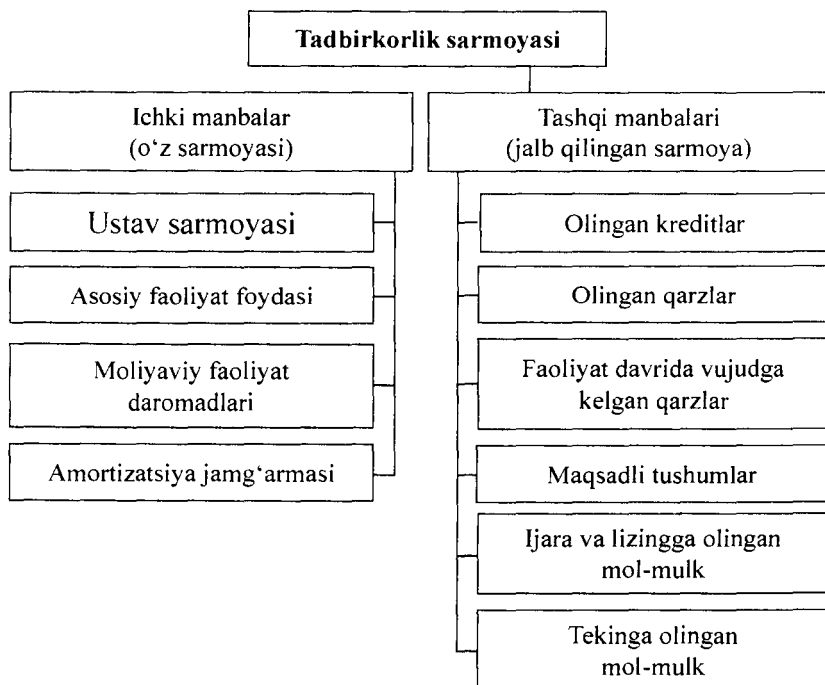 Tadbirkorlik sarmoyasi
Ichki manbalar
(o‘z sarmoyasi)
Ustav sarmoyasi
Asosiy faoliyat foydasi
Moliyaviy faoliyat
daromadlari
Amortizatsiya jamg‘armasi
Tashqi manbalari
(jalb qilingan sarmoya)
Olingan kreditlar
Olingan qarzlar
Faoliyat davrida vujudga
kelgan qarzlar
Maqsadli tushumlar
Ijara va lizingga olingan
mol-mulk
Tekinga olingan
mol-mulk